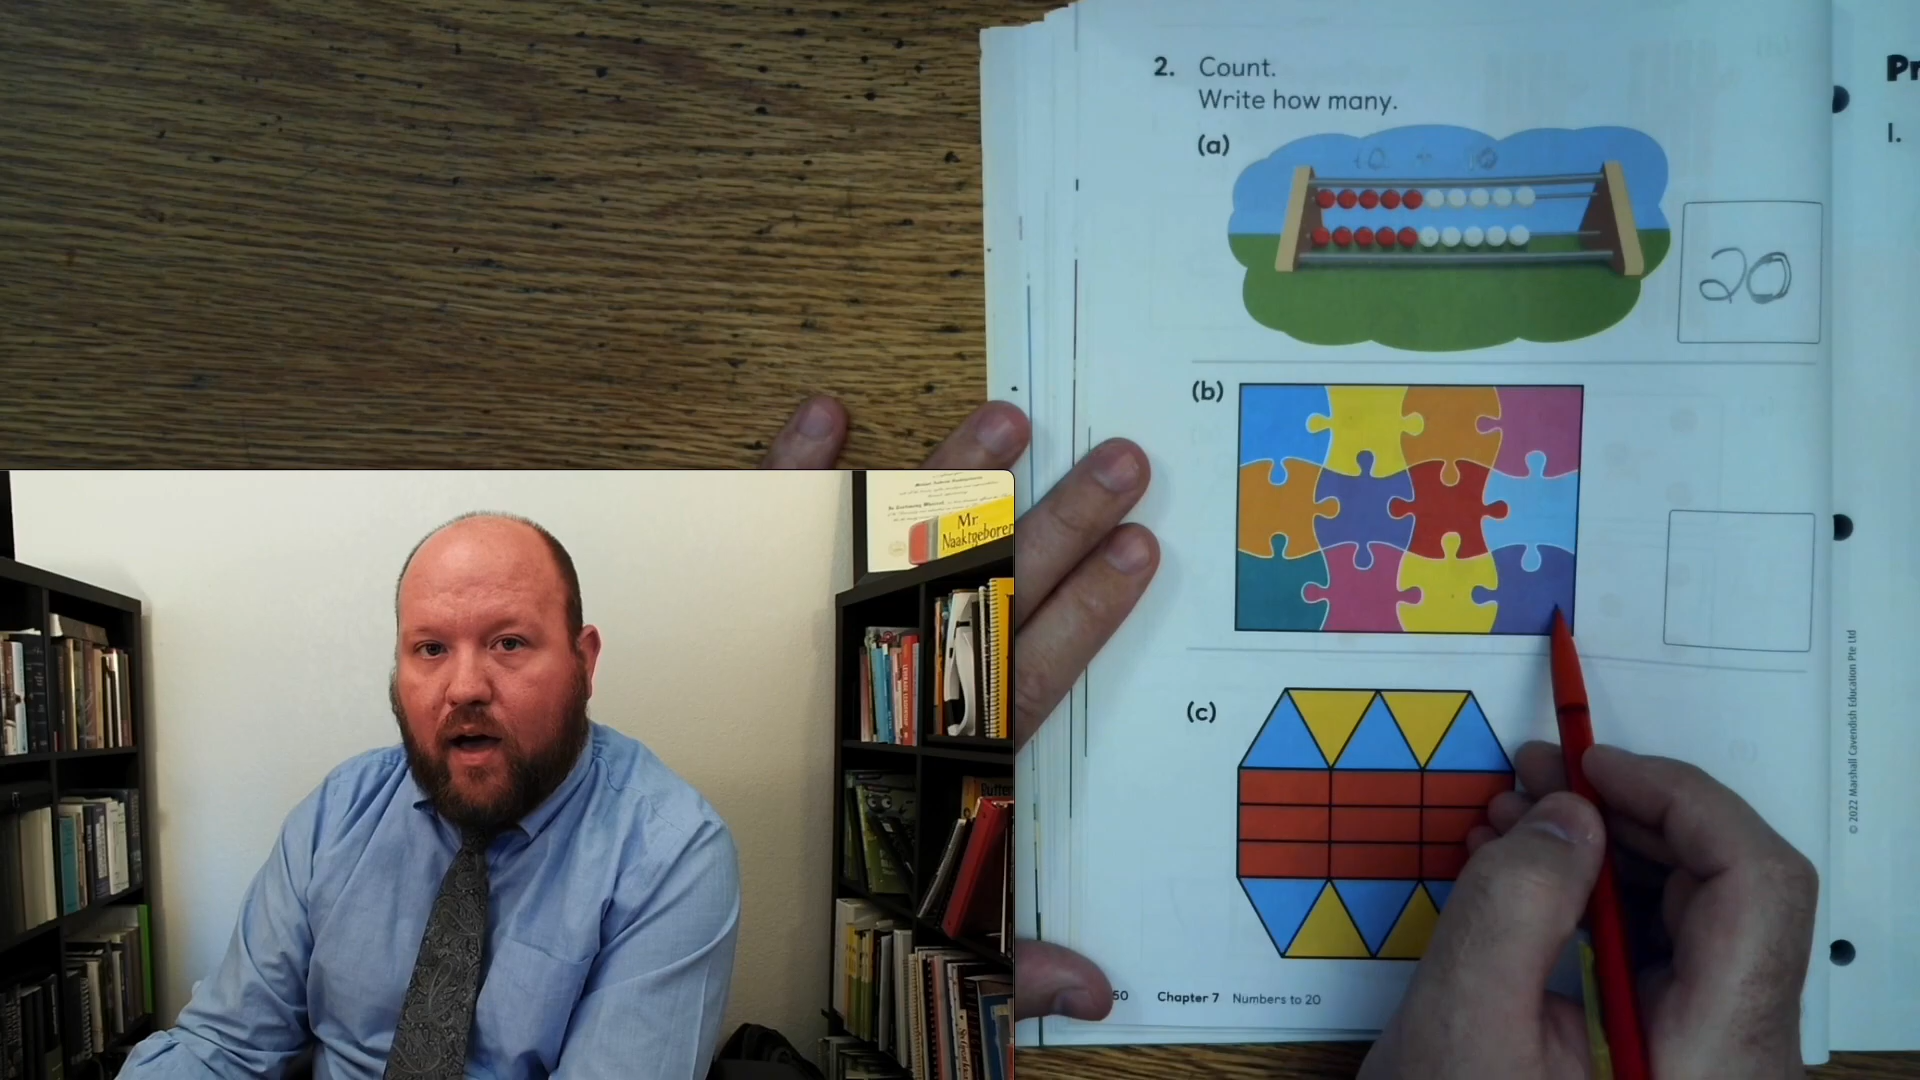 2. Count.
Write how many.
(a)
10 + 10
20
(b)
(c)
50 Chapter 7 Numbers to 20
© 2022 Marshall Cavendish Education Pte Ltd
Pr
1.
Mr.
Naaktgeboren